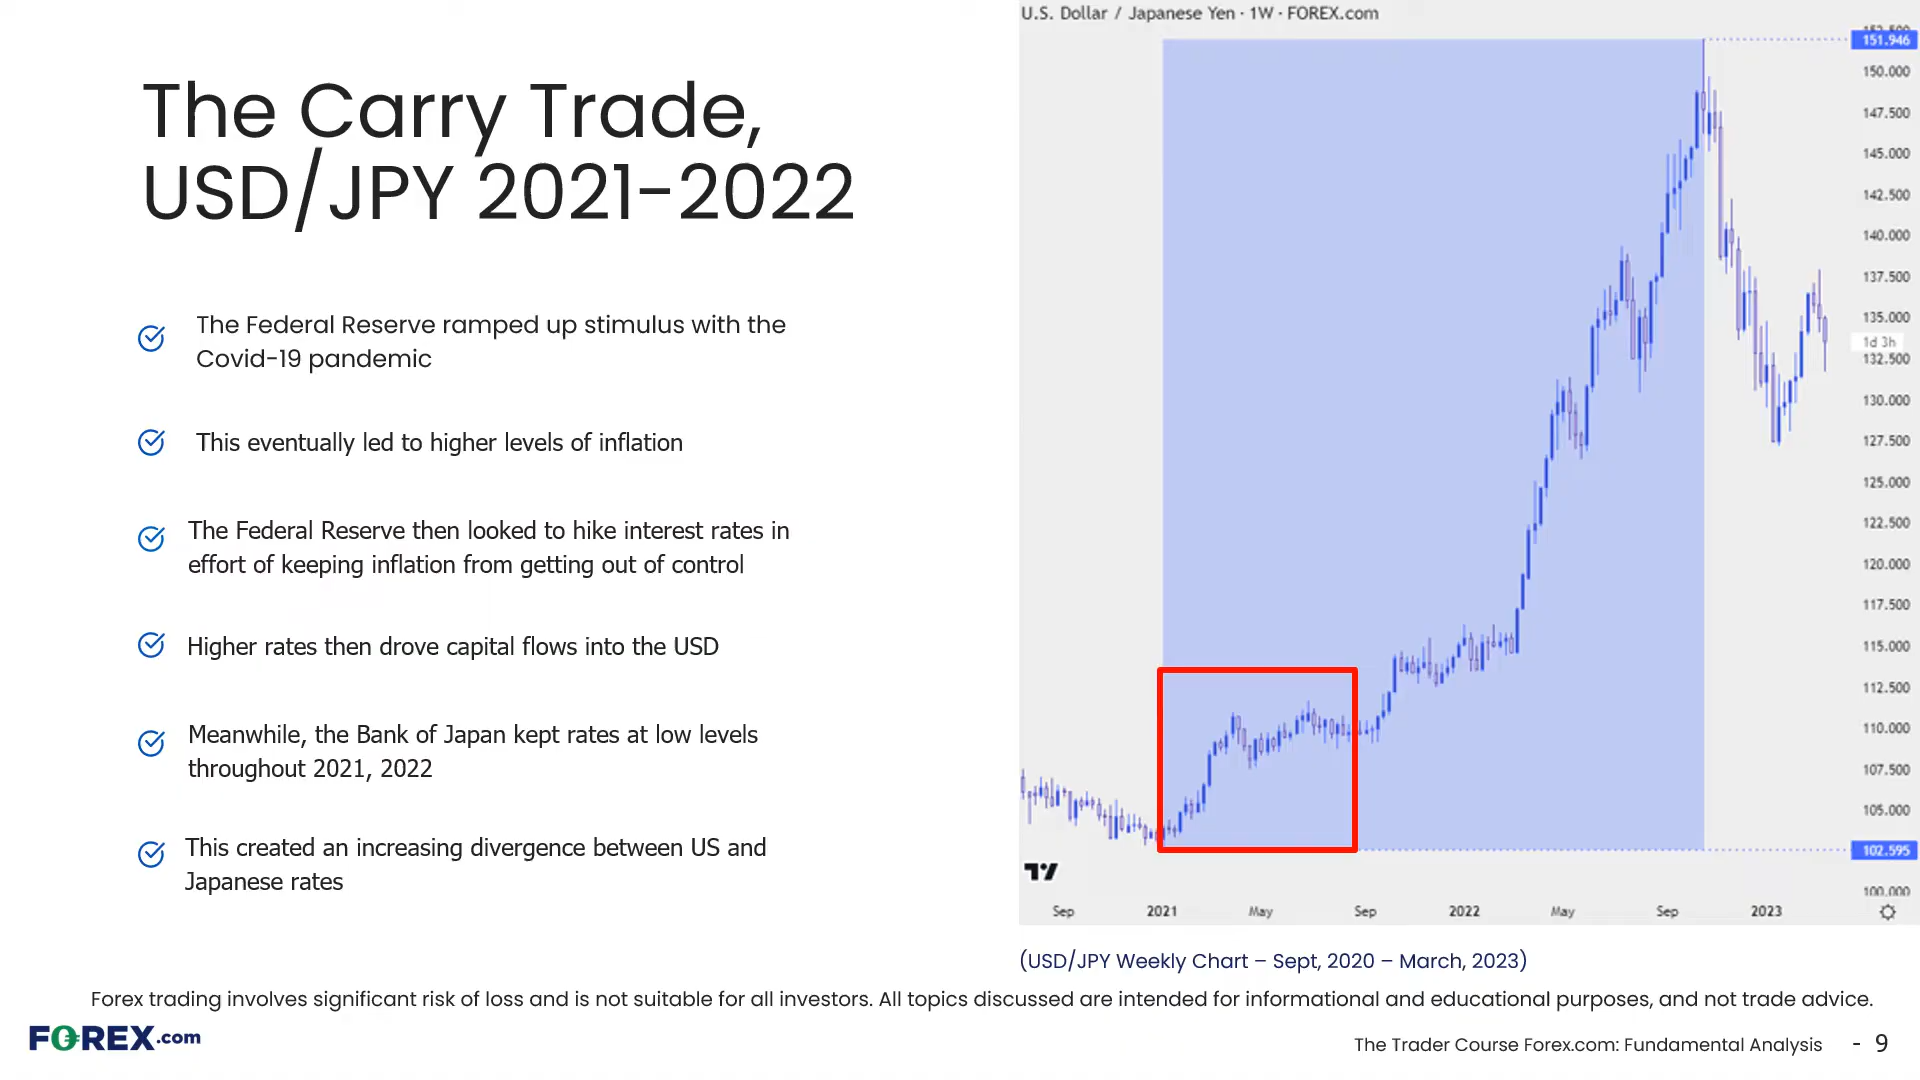 The Carry Trade,
USD/JPY 2021-2022
The Federal Reserve ramped up stimulus with the
Covid-19 pandemic
This eventually led to higher levels of inflation
The Federal Reserve then looked to hike interest rates in
effort of keeping inflation from getting out of control
Higher rates then drove capital flows into the USD
Meanwhile, the Bank of Japan kept rates at low levels
throughout 2021, 2022
This created an increasing divergence between US and
Japanese rates
U.S. Dollar / Japanese Yen · 1W · FOREX.com
152.500
151.946
150.000
147.500
145.000
142.500
140.000
137.500
135.000
1d 3h
132.500
130.000
127.500
125.000
122.500
120.000
117.500
115.000
112.500
110.000
107.500
105.000
102.595
100.000
Sep 2021 May Sep 2022 May Sep 2023
(USD/JPY Weekly Chart – Sept, 2020 – March, 2023)
Forex trading involves significant risk of loss and is not suitable for all investors. All topics discussed are intended for informational and educational purposes, and not trade advice.
FOREX.com
The Trader Course Forex.com: Fundamental Analysis - 9